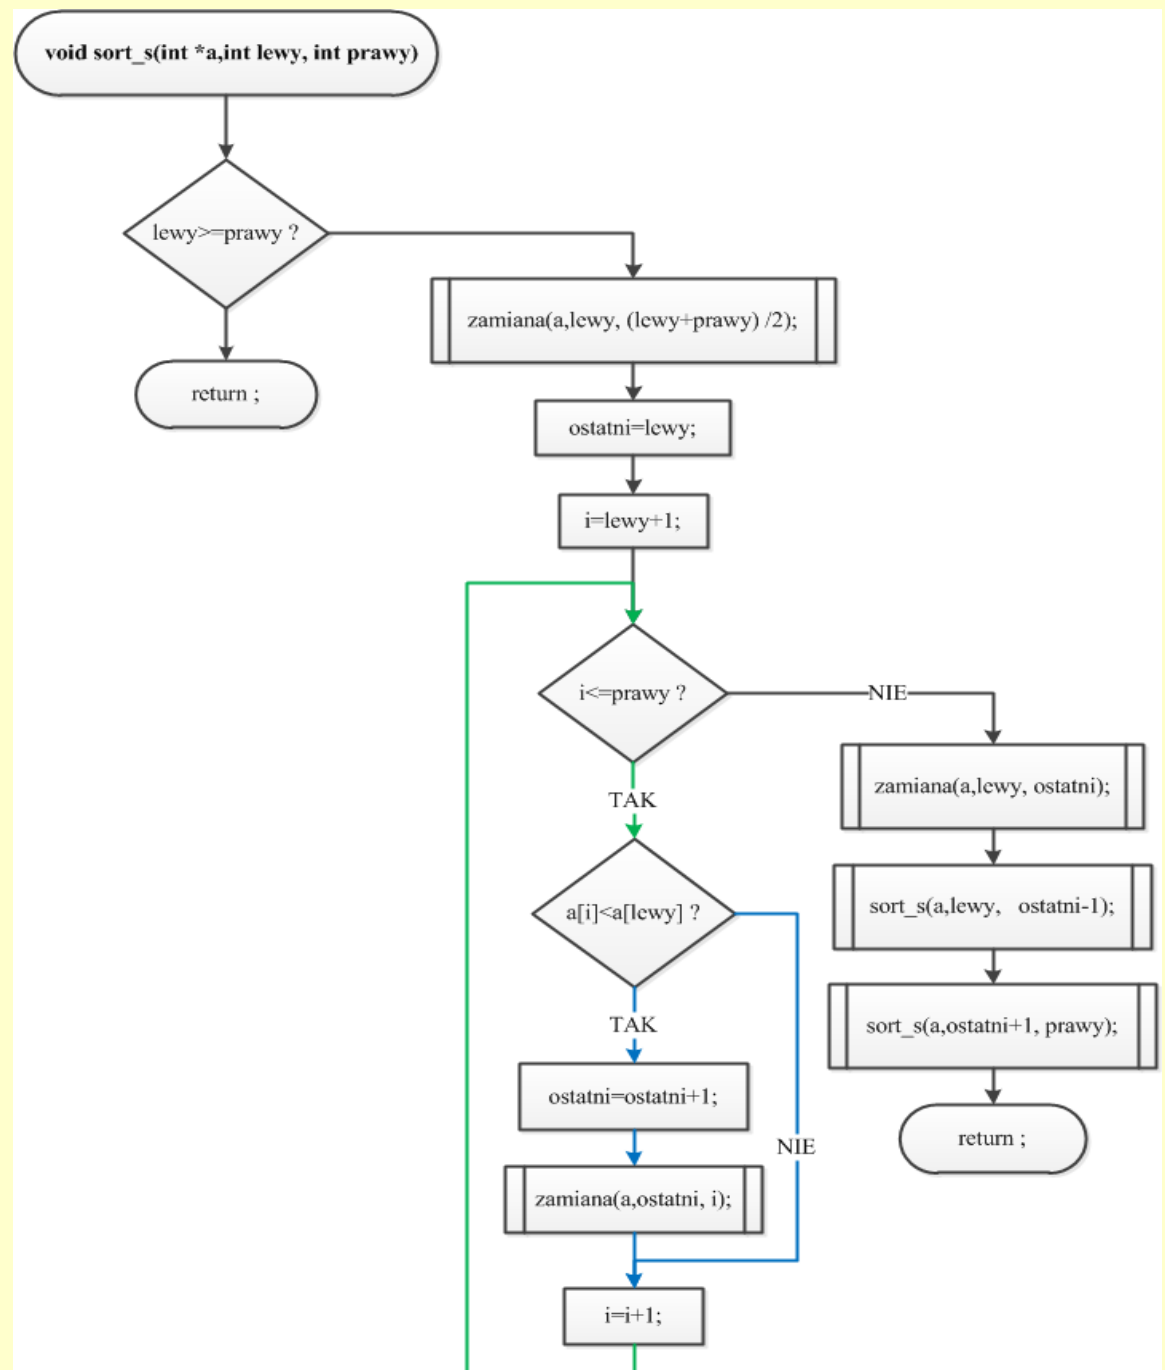 void sort_s(int *a,int lewy, int prawy)
lewy>=prawy ?
return ;
zamiana(a,lewy, (lewy+prawy) /2);
ostatni=lewy;
i=lewy+1;
i<=prawy ?
NIE
zamiana(a,lewy, ostatni);
sort_s(a,lewy, ostatni-1);
sort_s(a,ostatni+1, prawy);
return ;
TAK
a[i]<a[lewy] ?
TAK
ostatni=ostatni+1;
NIE
zamiana(a,ostatni, i);
i=i+1;